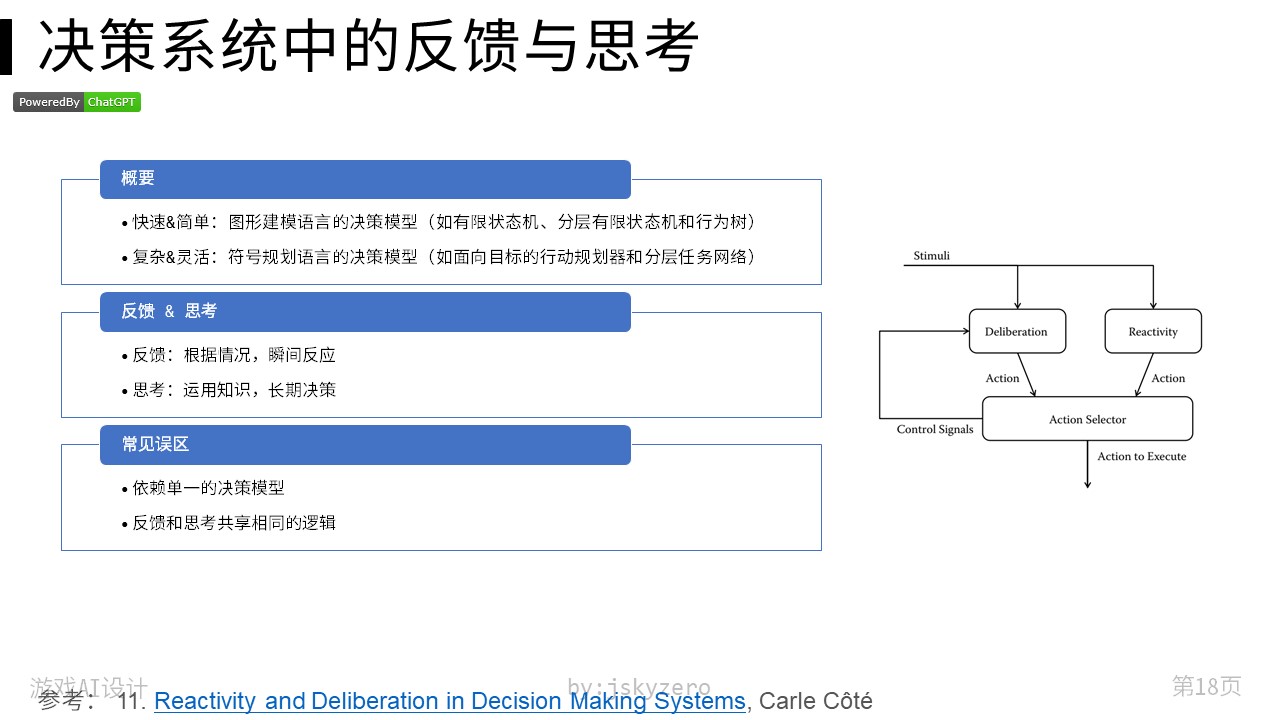 决策系统中的反馈与思考
PoweredBy ChatGPT
概要
• 快速&简单：图形建模语言的决策模型（如有限状态机、分层有限状态机和行为树）
• 复杂&灵活：符号规划语言的决策模型（如面向目标的行动规划器和分层任务网络）
反馈 & 思考
• 反馈：根据情况，瞬间反应
• 思考：运用知识，长期决策
常见误区
• 依赖单一的决策模型
• 反馈和思考共享相同的逻辑
Stimuli
Deliberation
Reactivity
Action
Action
Action Selector
Control Signals
Action to Execute
游戏AI设计
by:iskyzero
第18页
参考： 11. Reactivity and Deliberation in Decision Making Systems, Carle Côté